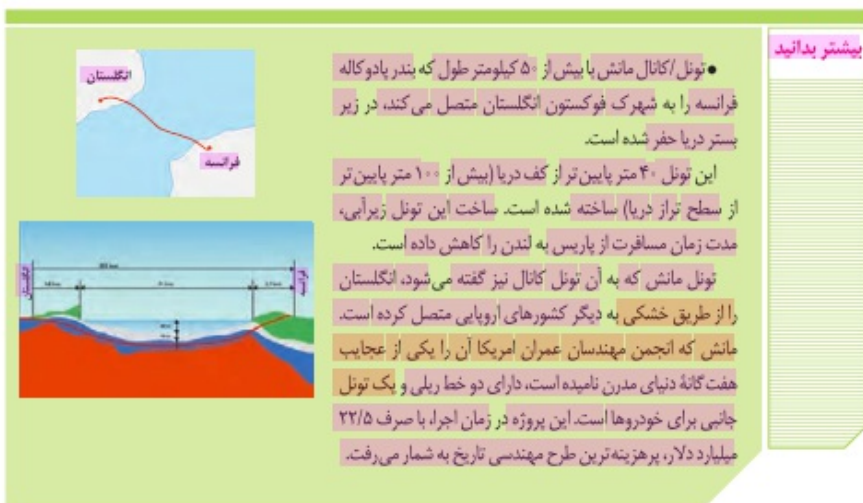 بیشتر بدانید
● تونل/کانال مانش با بیش از ۵۰ کیلومتر طول که بندر پادوکاله
فرانسه را به شهرک فوکستون انگلستان متصل می‌کند، در زیر
بستر دریا حفر شده است.
این تونل ۴۰ متر پایین‌تر از کف دریا (بیش از ۱۰۰ متر پایین‌تر
از سطح تراز دریا) ساخته شده است. ساخت این تونل زیرآبی،
مدت زمان مسافرت از پاریس به لندن را کاهش داده است.
تونل مانش که به آن تونل کانال نیز گفته می‌شود، انگلستان
را از طریق خشکی به دیگر کشورهای اروپایی متصل کرده است.
مانش که انجمن مهندسان عمران امریکا آن را یکی از عجایب
هفت‌گانهٔ دنیای مدرن نامیده است، دارای دو خط ریلی و یک تونل
جانبی برای خودروها است. این پروژه در زمان اجرا، با صرف ۲۲/۵
میلیارد دلار، پرهزینه‌ترین طرح مهندسی تاریخ به شمار می‌رفت.
انگلستان
فرانسه
انگلستان
فرانسه